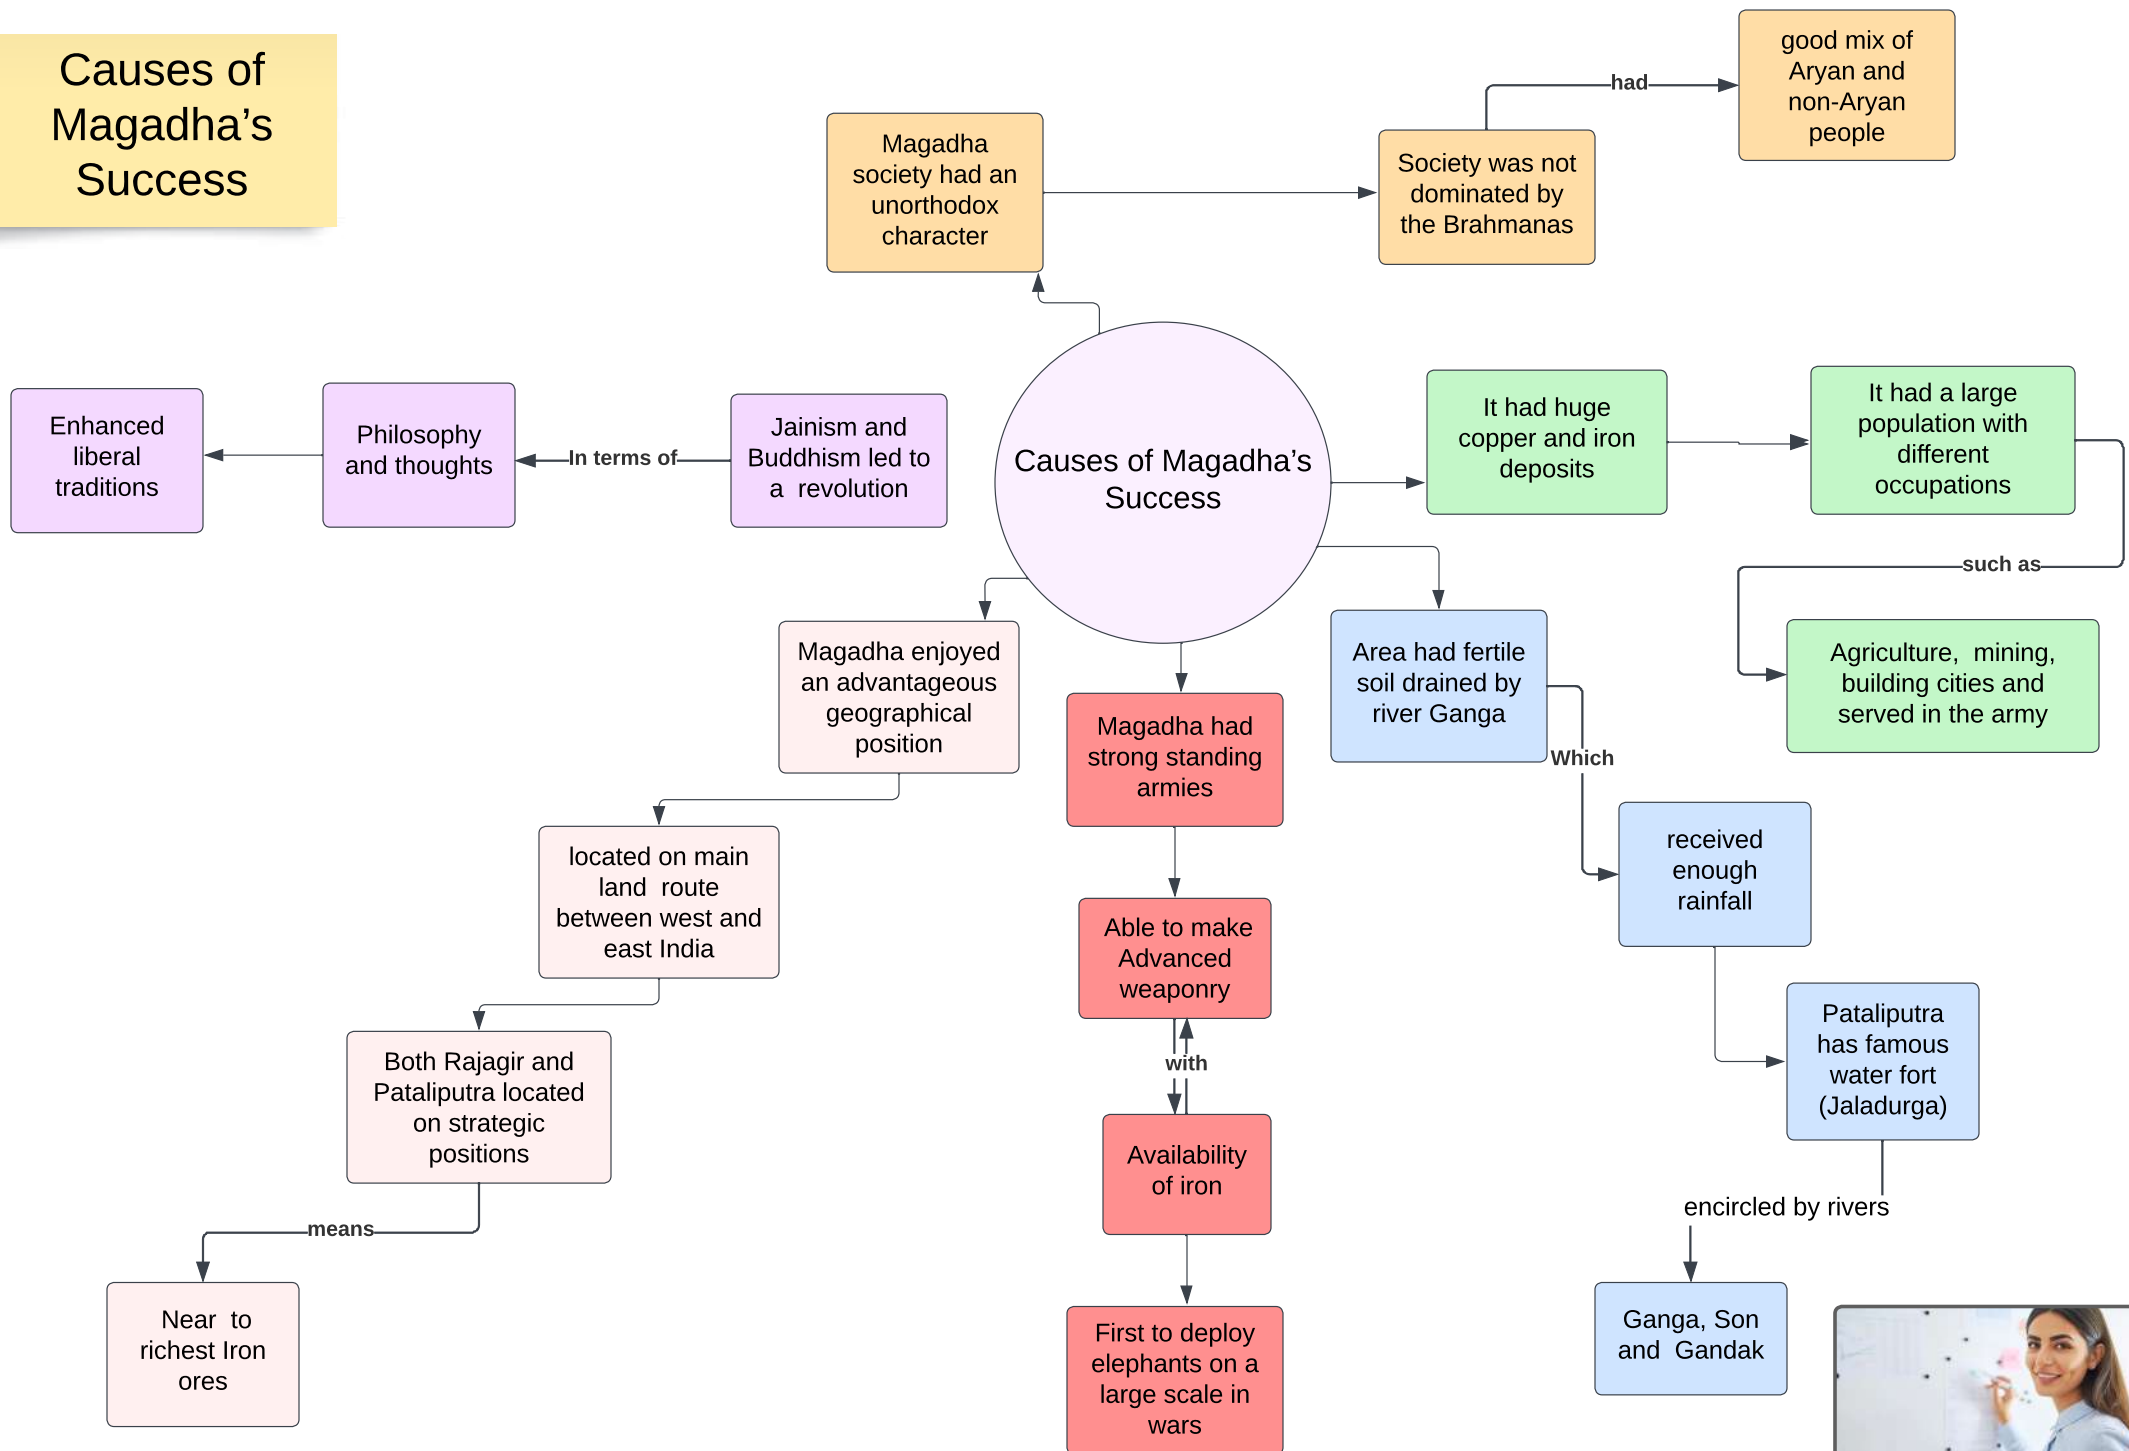 Causes of
Magadha’s
Success
good mix of
Aryan and
non-Aryan
people
had
Magadha
society had an
unorthodox
character
Society was not
dominated by
the Brahmanas
Causes of Magadha’s
Success
Enhanced
liberal
traditions
Philosophy
and thoughts
In terms of
Jainism and
Buddhism led to
a  revolution
It had huge
copper and iron
deposits
It had a large
population with
different
occupations
such as
Agriculture,  mining,
building cities and
served in the army
Magadha enjoyed
an advantageous
geographical
position
located on main
land  route
between west and
east India
Both Rajagir and
Pataliputra located
on strategic
positions
means
Near  to
richest Iron
ores
Magadha had
strong standing
armies
Able to make
Advanced
weaponry
with
Availability
of iron
First to deploy
elephants on a
large scale in
wars
Area had fertile
soil drained by
river Ganga
Which
received
enough
rainfall
Pataliputra
has famous
water fort
(Jaladurga)
encircled by rivers
Ganga, Son
and  Gandak